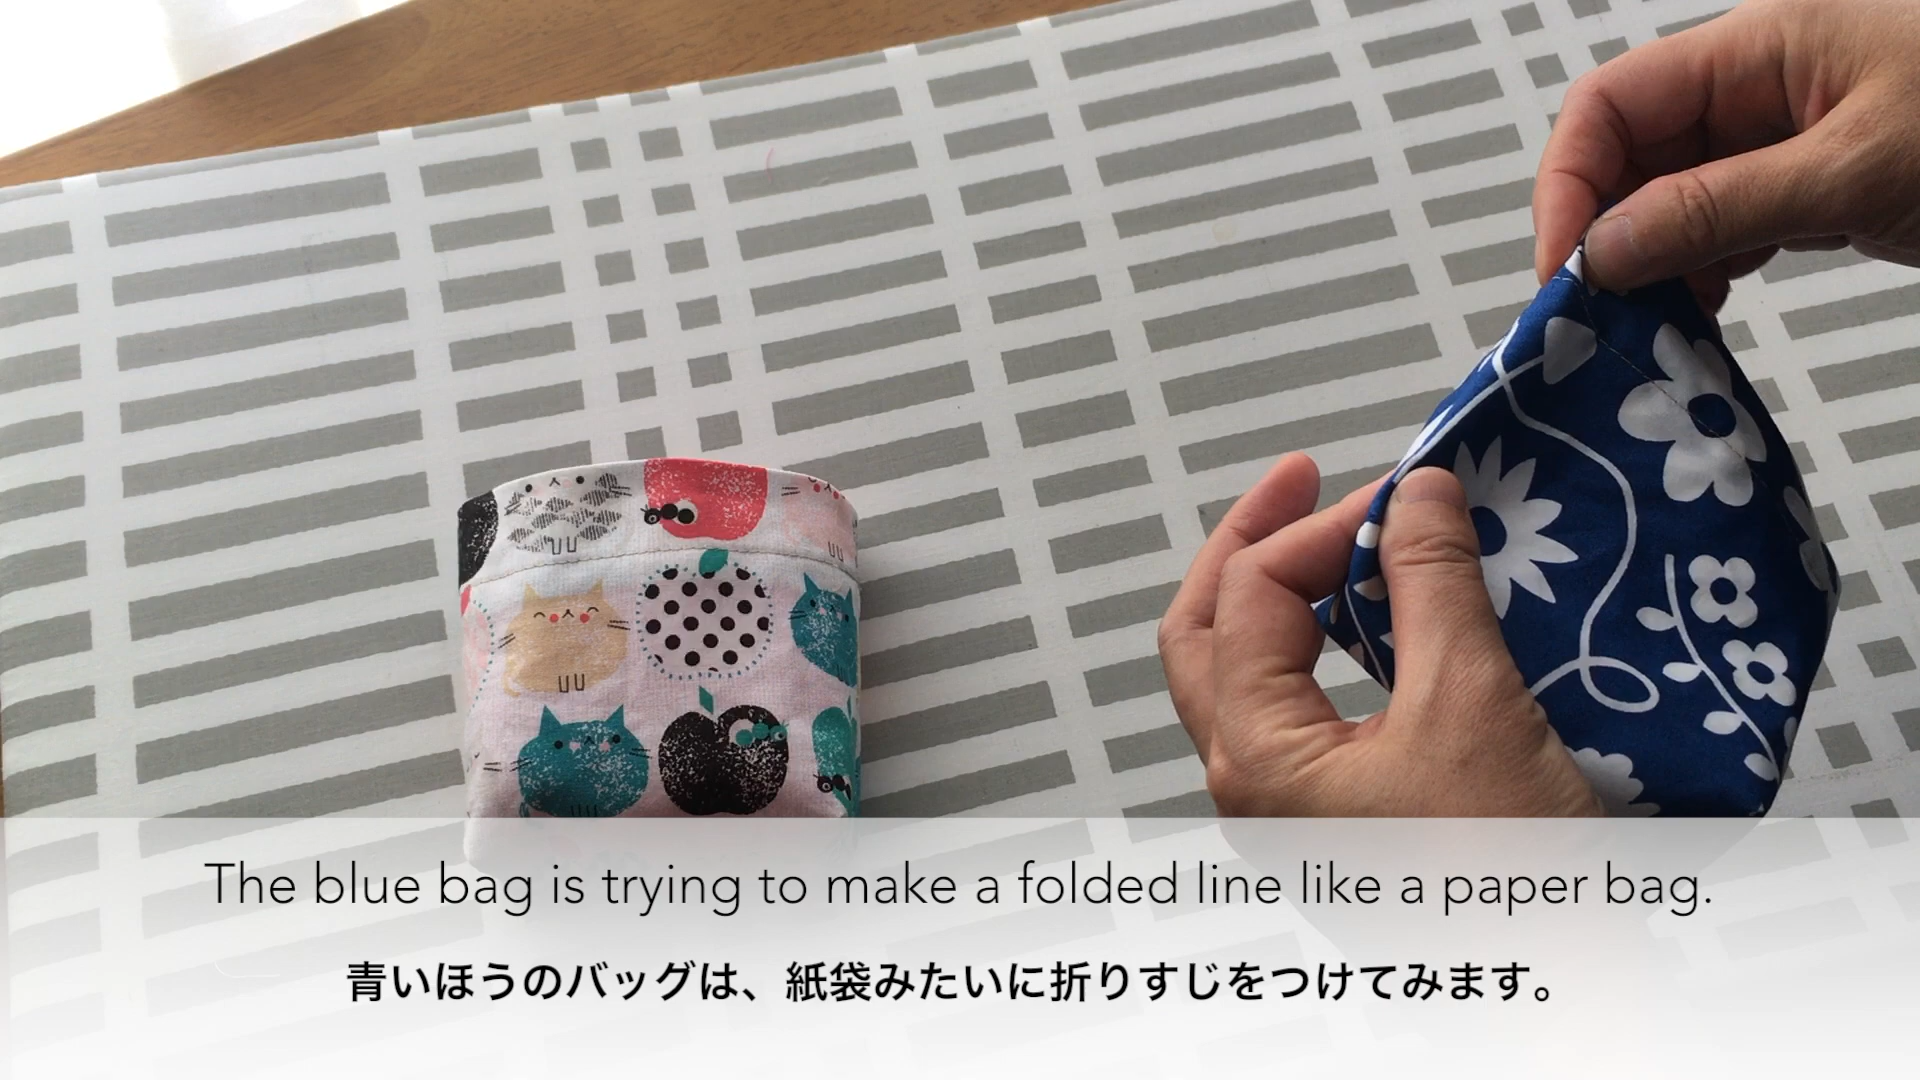 The blue bag is trying to make a folded line like a paper bag.
青いほうのバッグは、紙袋みたいに折りすじをつけてみます。